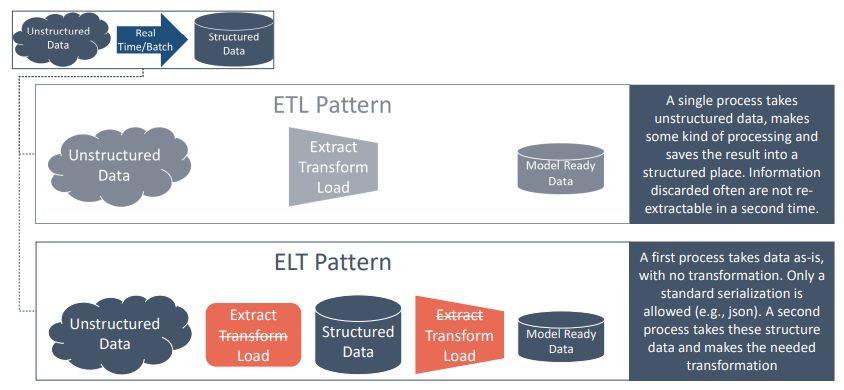 Unstructured
Data
Real
Time/Batch
Structured
Data
ETL Pattern
Unstructured
Data
Extract
Transform
Load
Model Ready
Data
A single process takes
unstructured data, makes
some kind of processing and
saves the result into a
structured place. Information
discarded often are not re-
extractable in a second time.
ELT Pattern
Unstructured
Data
Extract
Transform
Load
Structured
Data
Extract
Transform
Load
Model Ready
Data
A first process takes data as-is,
with no transformation. Only a
standard serialization is
allowed (e.g., json). A second
process takes these structure
data and makes the needed
transformation